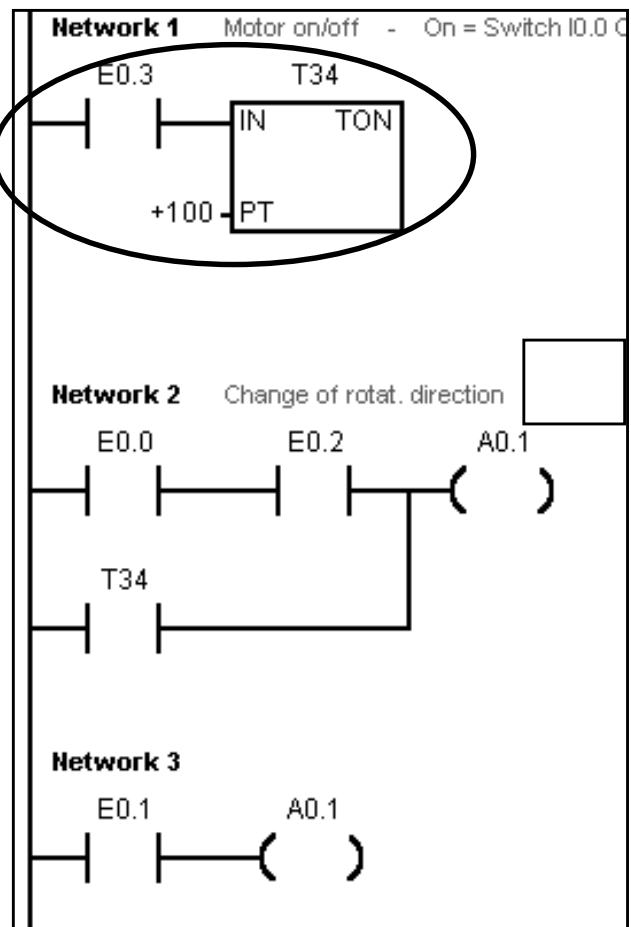 Network 1 Motor on/off - On = Switch I0.0
E0.3 T34
IN TON
+100 PT
Network 2 Change of rotat. direction
E0.0 E0.2 A0.1
T34
Network 3
E0.1 A0.1